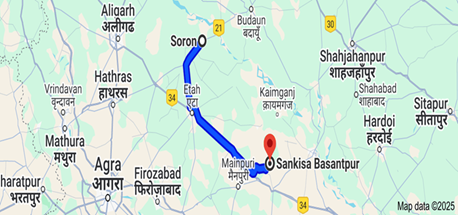 Aligarh
अलीगढ
Budaun
बदायूँ
21
30
Soron
Shahjahanpur
शाहजहाँपुर
Hathras
हाथरस
Vrindavan
वृन्दावन
Etah
एटा
Kaimganj
क़ायमगंज
Shahabad
शाहाबाद
Sitapur
सीतापुर
34
Mathura
मथुरा
Hardoi
हरदोई
Agra
आगरा
Firozabad
फ़िरोज़ाबाद
Mainpuri
मैनपुरी
Sankisa Basantpur
haratpur
भरतपुर
34
Map data ©2025